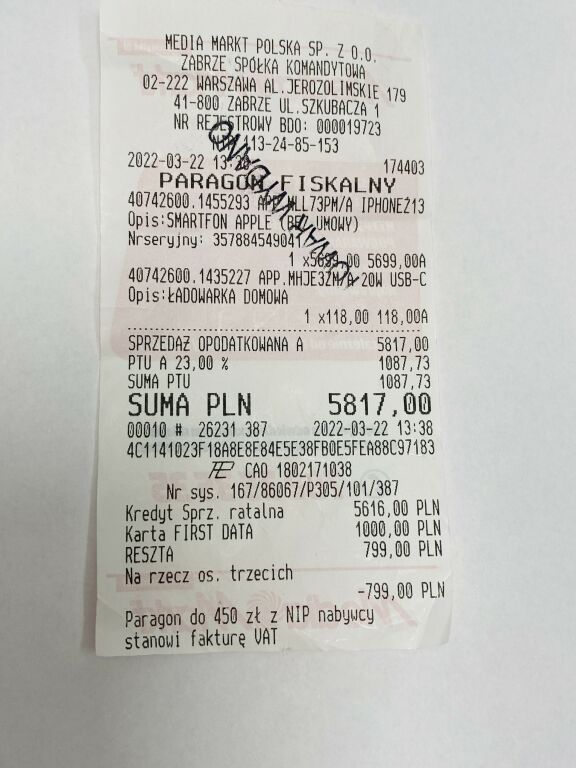 MEDIA MARKT POLSKA SP. Z O.O.
ZABRZE SPÓŁKA KOMANDYTOWA
02-222 WARSZAWA AL.JEROZOLIMSKIE 179
41-800 ZABRZE UL.SZKUBACZA 1
NR REJESTROWY BDO: 000019723
413-24-85-153
2022-03-22 13:38 174403
PARAGON FISKALNY
40742600.1455293 APP.MLL73PM/A IPHONE213
Opis:SMARTFON APPLE (BEZ UMOWY)
Nrseryjny: 357884549041
TOWAR WYDANO
1 x5699,00 5699,00A
40742600.1435227 APP.MHJE3ZM/A 20W USB-C
Opis:ŁADOWARKA DOMOWA
1 x118,00 118,00A
SPRZEDAŻ OPODATKOWANA A 5817,00
PTU A 23,00 % 1087,73
SUMA PTU 1087,73
SUMA PLN 5817,00
00010 # 26231 387 2022-03-22 13:38
4C1141023F18A8E8E84E5E38FB0E5FEA88C97183
CAO 1802171038
Nr sys. 167/86067/P305/101/387
Kredyt Sprz. ratalna 5616,00 PLN
Karta FIRST DATA 1000,00 PLN
RESZTA 799,00 PLN
Na rzecz os. trzecich
-799,00 PLN
Paragon do 450 zł z NIP nabywcy
stanowi fakturę VAT